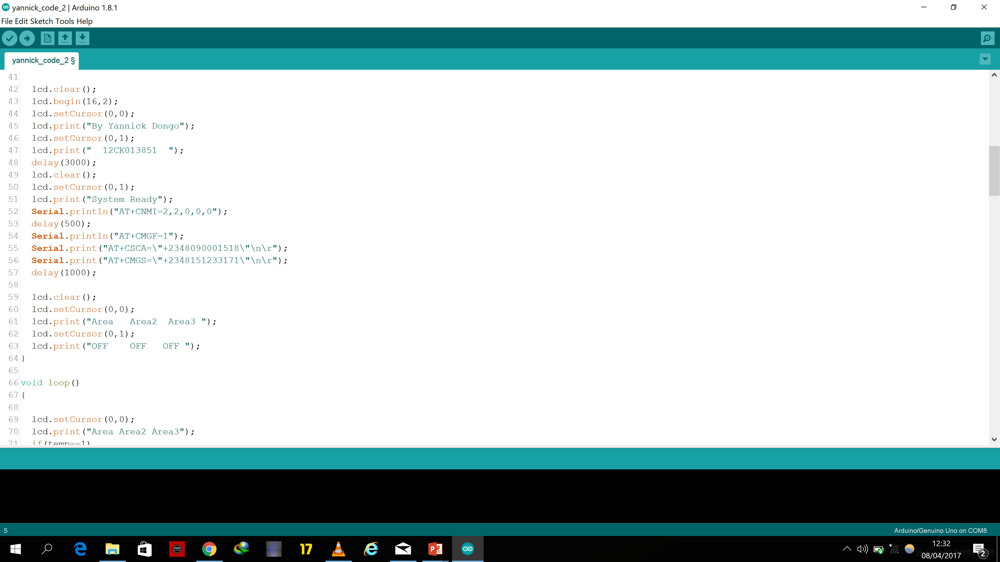 yannick_code_2 | Arduino 1.8.1
File Edit Sketch Tools Help
yannick_code_2 §
41
42   lcd.clear();
43   lcd.begin(16,2);
44   lcd.setCursor(0,0);
45   lcd.print("By Yannick Dongo");
46   lcd.setCursor(0,1);
47   lcd.print("  12CK013851  ");
48   delay(3000);
49   lcd.clear();
50   lcd.setCursor(0,1);
51   lcd.print("System Ready");
52   Serial.println("AT+CNMI=2,2,0,0,0");
53   delay(500);
54   Serial.println("AT+CMGF=1");
55   Serial.print("AT+CSCA=\"+2348090001518\"\n\r");
56   Serial.print("AT+CMGS=\"+2348151233171\"\n\r");
57   delay(1000);
58
59   lcd.clear();
60   lcd.setCursor(0,0);
61   lcd.print("Area   Area2  Area3 ");
62   lcd.setCursor(0,1);
63   lcd.print("OFF    OFF   OFF ");
64 }
65
66 void loop()
67 {
68
69   lcd.setCursor(0,0);
70   lcd.print("Area Area2 Area3");
71   if(temp==1)
5
Arduino/Genuino Uno on COM8
17
12:32
08/04/2017
2